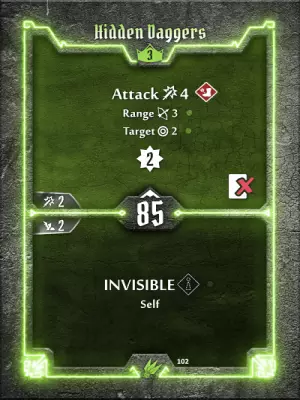 Hidden Daggers
3
Attack 4
Range 3
Target 2
2
2
85
2
INVISIBLE
Self
102